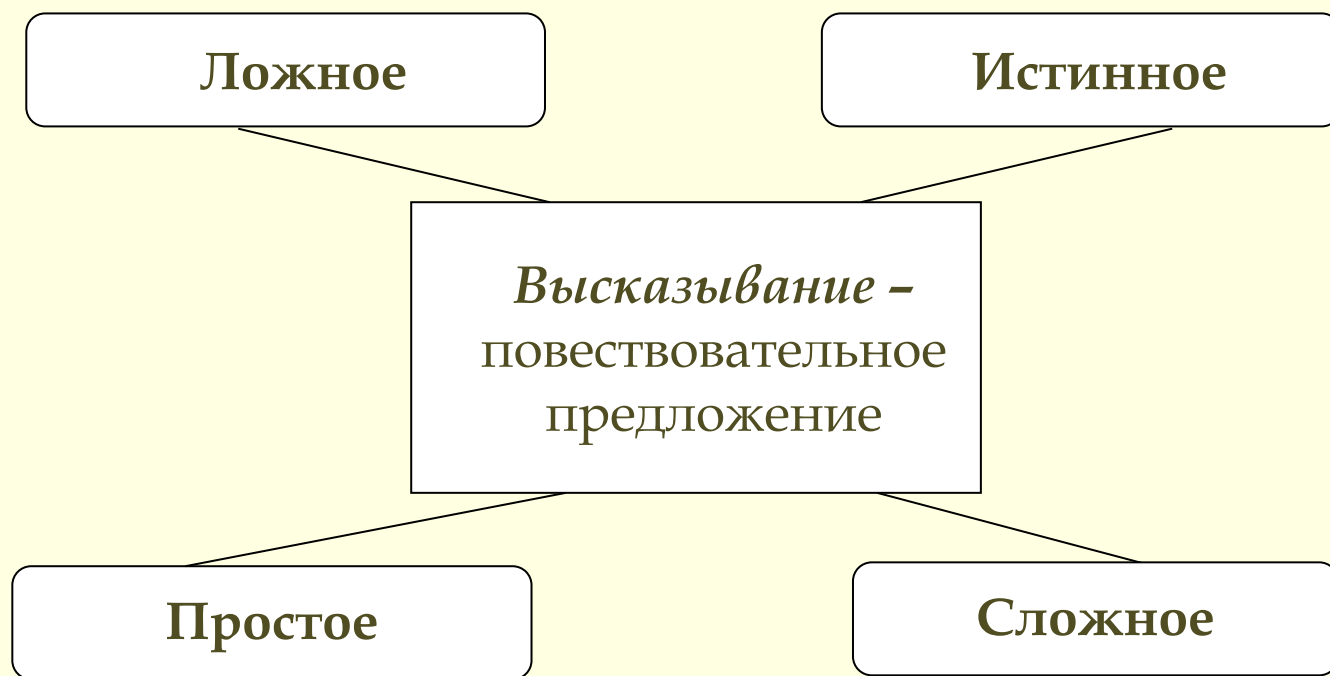 Ложное
Истинное
Высказывание –
повествовательное
предложение
Простое
Сложное